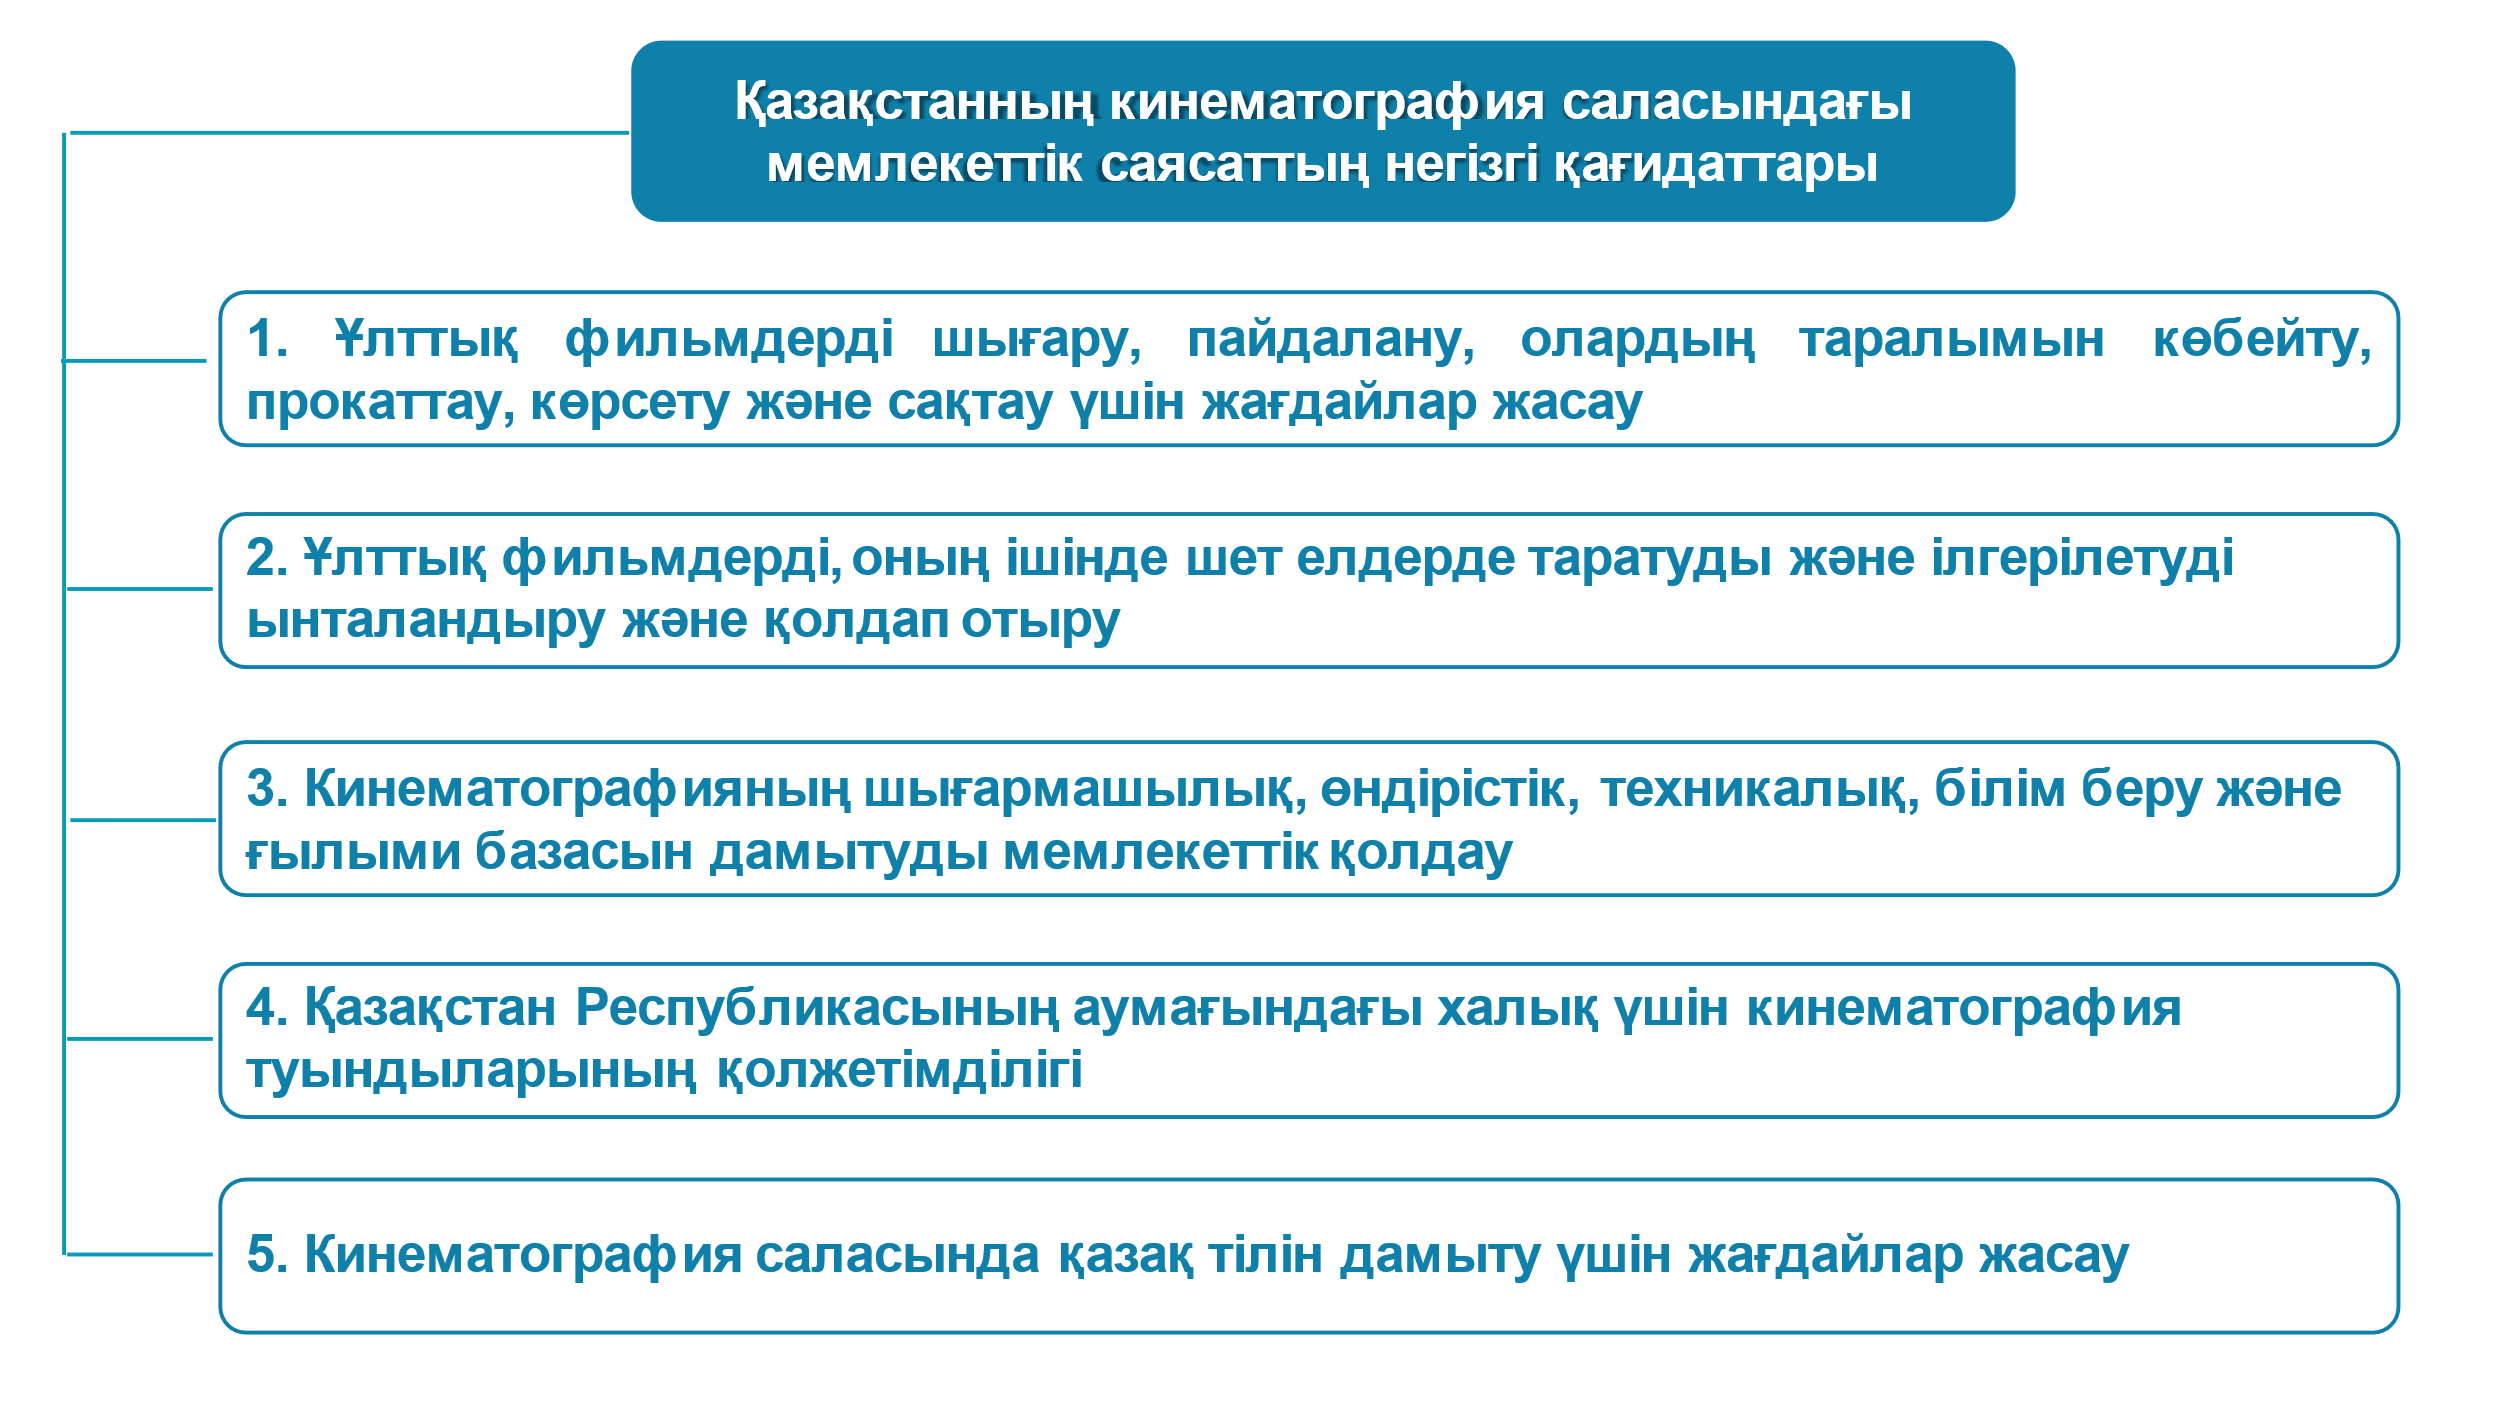 Қазақстанның кинематография саласындағы
мемлекеттік саясаттың негізгі қағидаттары
1. Ұлттық фильмдерді шығару, пайдалану, олардың таралымын көбейту,
прокаттау, көрсету және сақтау үшін жағдайлар жасау
2. Ұлттық фильмдерді, оның ішінде шет елдерде таратуды және ілгерілетуді
ынталандыру және қолдап отыру
3. Кинематографияның шығармашылық, өндірістік, техникалық, білім беру және
ғылыми базасын дамытуды мемлекеттік қолдау
4. Қазақстан Республикасының аумағындағы халық үшін кинематография
туындыларының қолжетімділігі
5. Кинематография саласында қазақ тілін дамыту үшін жағдайлар жасау